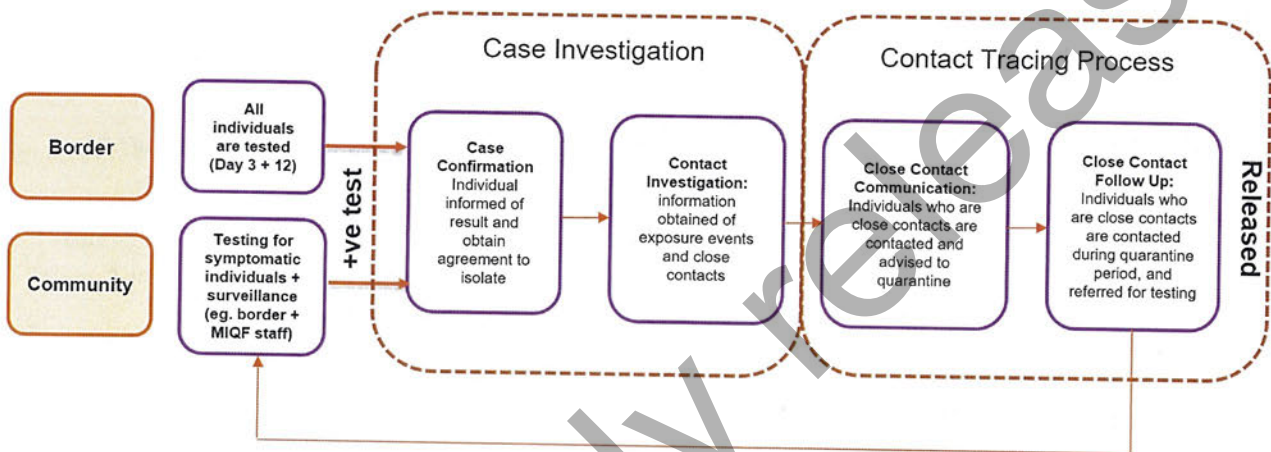 Case Investigation
Contact Tracing Process
Border
All
individuals
are tested
(Day 3 + 12)
Community
Testing for
symptomatic
individuals +
surveillance
(eg. border +
MIQF staff)
+ve test
Case
Confirmation
Individual
informed of
result and
obtain
agreement to
isolate
Contact
Investigation:
information
obtained of
exposure events
and close
contacts
Close Contact
Communication:
Individuals who are
close contacts are
contacted and
advised to
quarantine
Close Contact
Follow Up:
Individuals who
are close contacts
are contacted
during quarantine
period, and
referred for testing
Released
ly releas